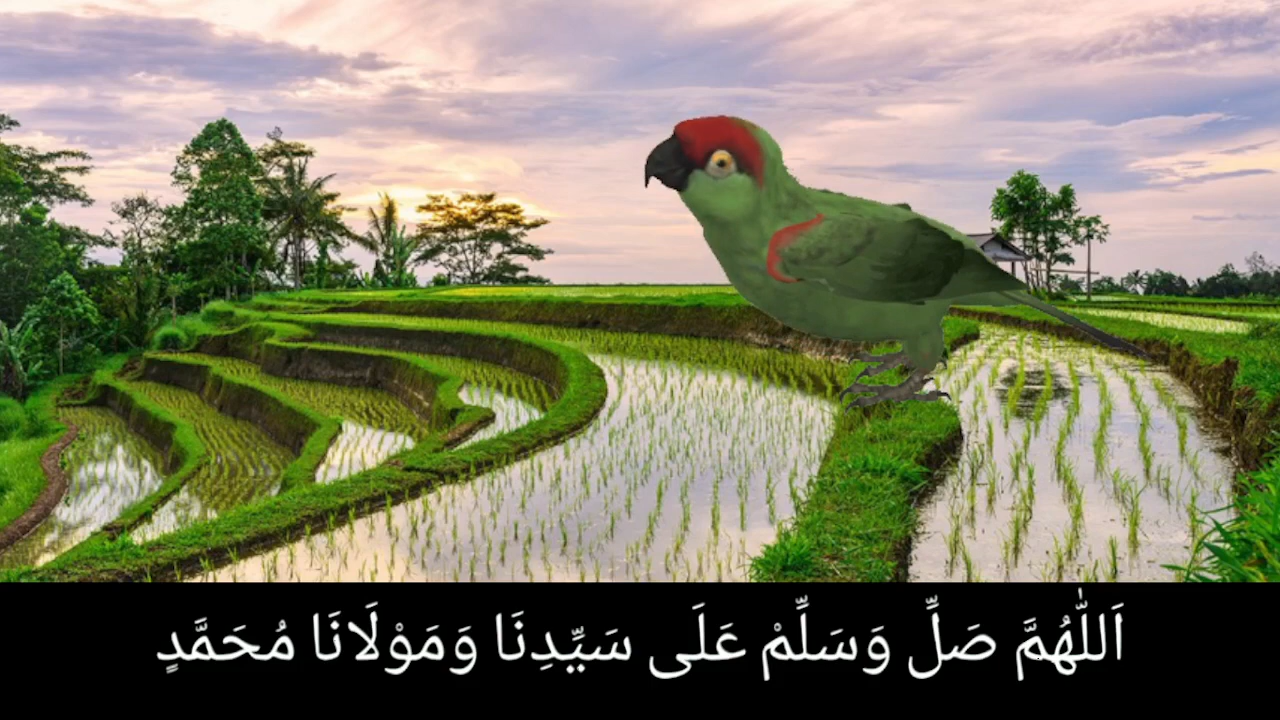 اَللّٰهُمَّ صَلِّ وَسَلِّمْ عَلَى سَيِّدِنَا وَمَوْلَانَا مُحَمَّدٍ